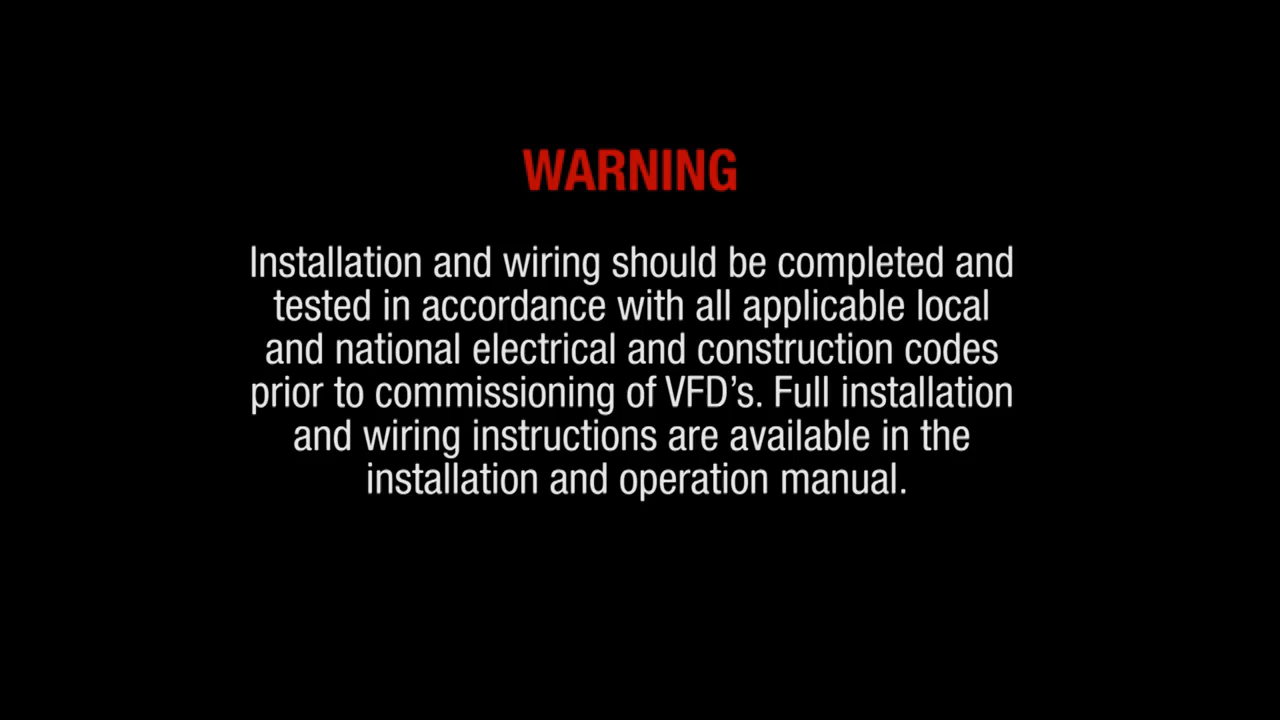 WARNING
Installation and wiring should be completed and
tested in accordance with all applicable local
and national electrical and construction codes
prior to commissioning of VFD’s. Full installation
and wiring instructions are available in the
installation and operation manual.